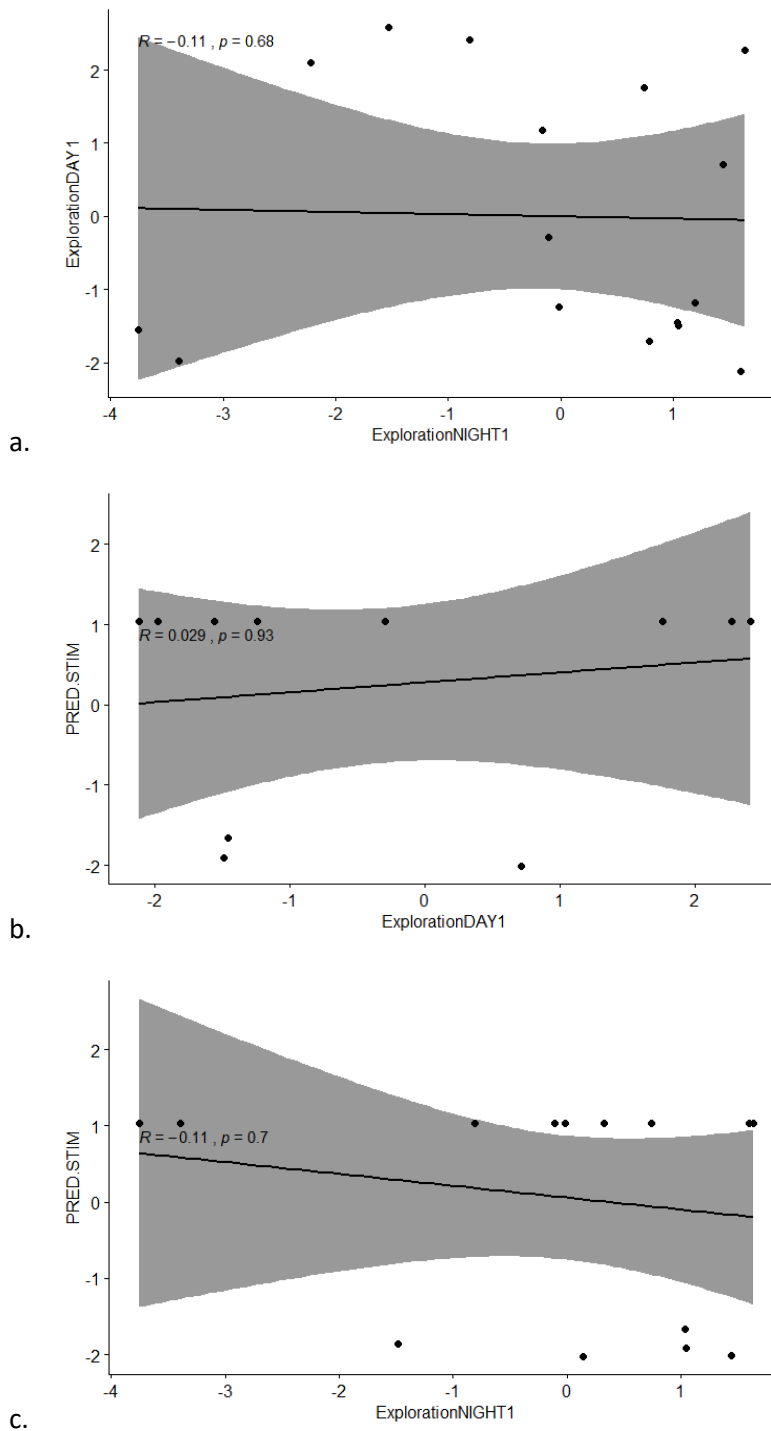 R = −0.11 , p = 0.68
2
1
0
-1
-2
ExplorationDAY1
-4 -3 -2 -1 0 1
ExplorationNIGHT1
a.
2
1
0
-1
-2
PRED.STIM
R = 0.029 , p = 0.93
-2 -1 0 1 2
ExplorationDAY1
b.
2
1
0
-1
-2
PRED.STIM
R = −0.11 , p = 0.7
-4 -3 -2 -1 0 1
ExplorationNIGHT1
c.